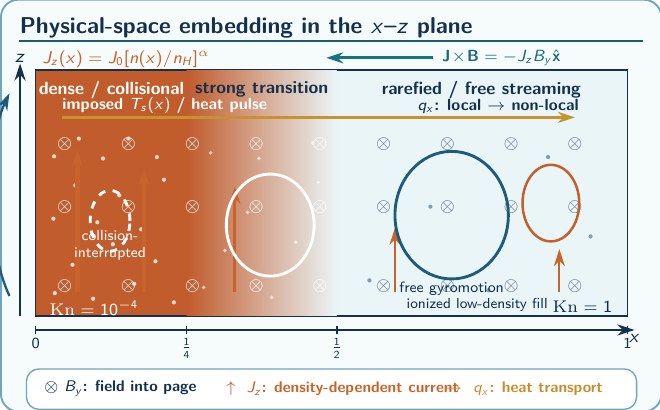 Physical-space embedding in the x–z plane
z
J_z(x) = J_0[n(x)/n_H]^α
J×B = −J_zB_yx̂
dense / collisional strong transition rarefied / free streaming
imposed T_s(x) / heat pulse q_x: local → non-local
collision-
interrupted
free gyromotion
ionized low-density fill
Kn = 10^{−4} Kn = 1
x
0 1/4 1/2 1
⊗ B_y: field into page ↑ J_z: density-dependent current → q_x: heat transport